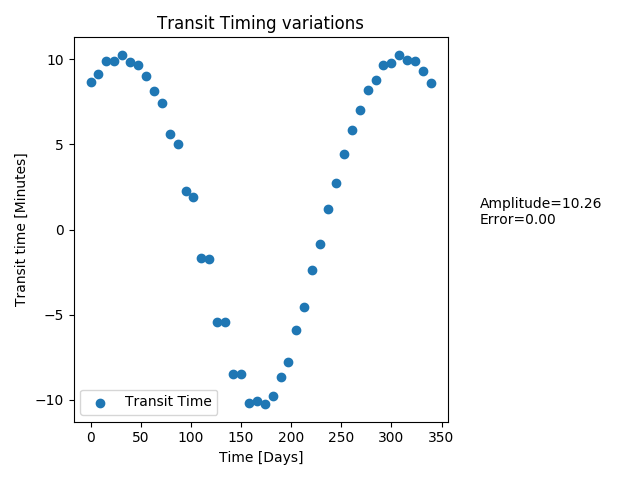 Transit Timing variations
Transit time [Minutes]
10
5
0
−5
−10
Transit Time
0 50 100 150 200 250 300 350
Time [Days]
Amplitude=10.26
Error=0.00